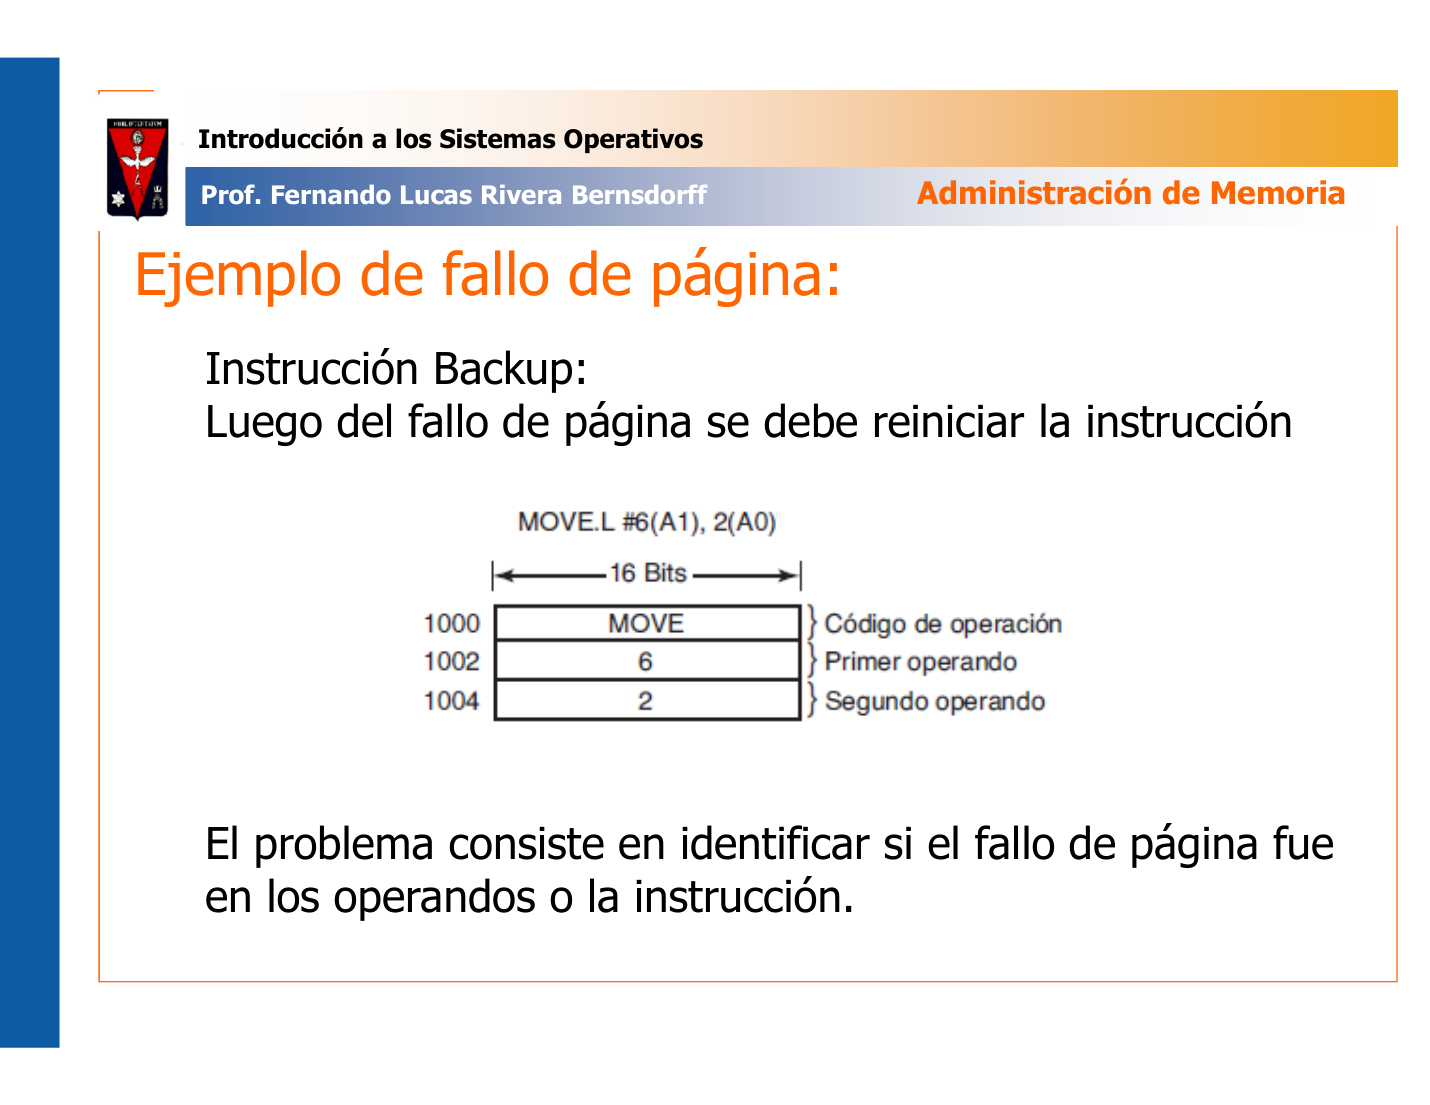 Introducción a los Sistemas Operativos
Prof. Fernando Lucas Rivera Bernsdorff
Administración de Memoria
Ejemplo de fallo de página:
Instrucción Backup:
Luego del fallo de página se debe reiniciar la instrucción
MOVE.L #6(A1), 2(A0)
16 Bits
1000 MOVE } Código de operación
1002 6 } Primer operando
1004 2 } Segundo operando
El problema consiste en identificar si el fallo de página fue
en los operandos o la instrucción.